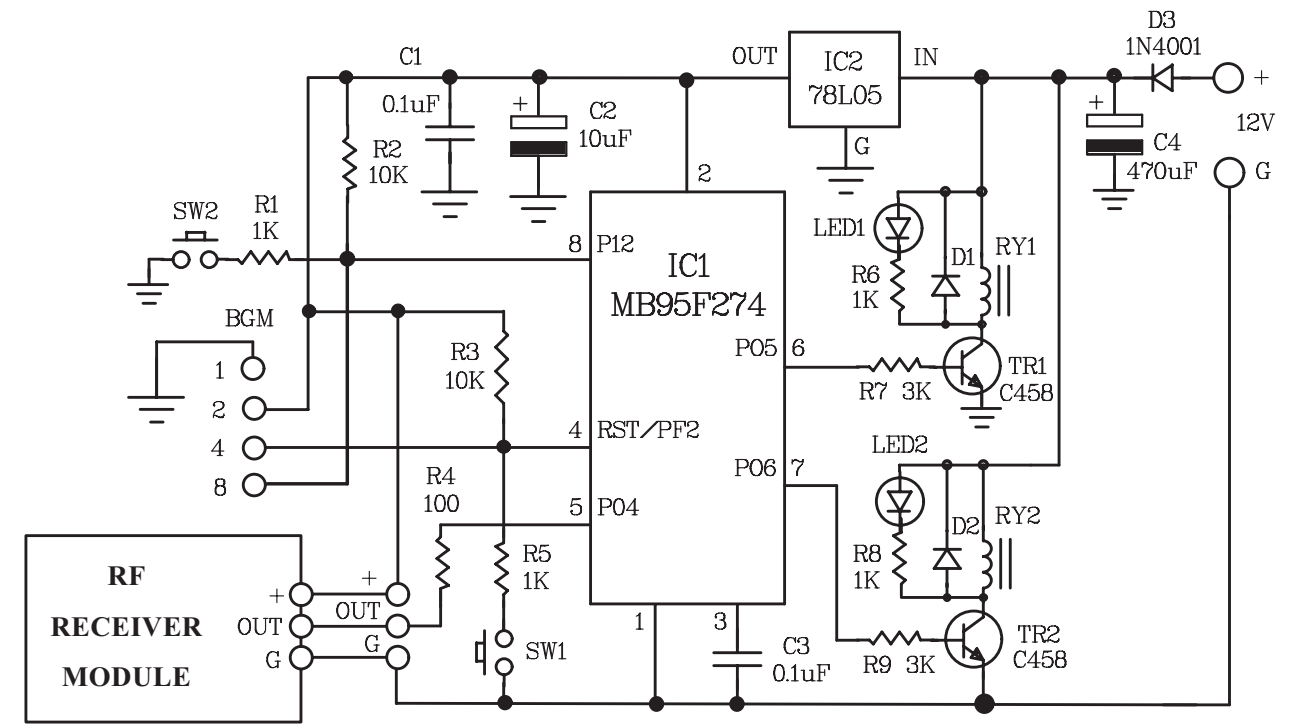 D3
1N4001
C1
OUT
IC2
78L05
IN
+
12V
0.1uF
+
C2
10uF
R2
10K
G
+
C4
470uF
G
2
SW2
R1
1K
8
P12
LED1
IC1
MB95F274
D1
RY1
R6
1K
BGM
1
2
4
8
R3
10K
PO5
6
R7
3K
TR1
C458
4
RST/PF2
LED2
R4
100
PO6
7
5
PO4
D2
RY2
R5
1K
R8
1K
RF
RECEIVER
MODULE
+
OUT
G
+
OUT
G
SW1
1
3
C3
0.1uF
R9
3K
TR2
C458